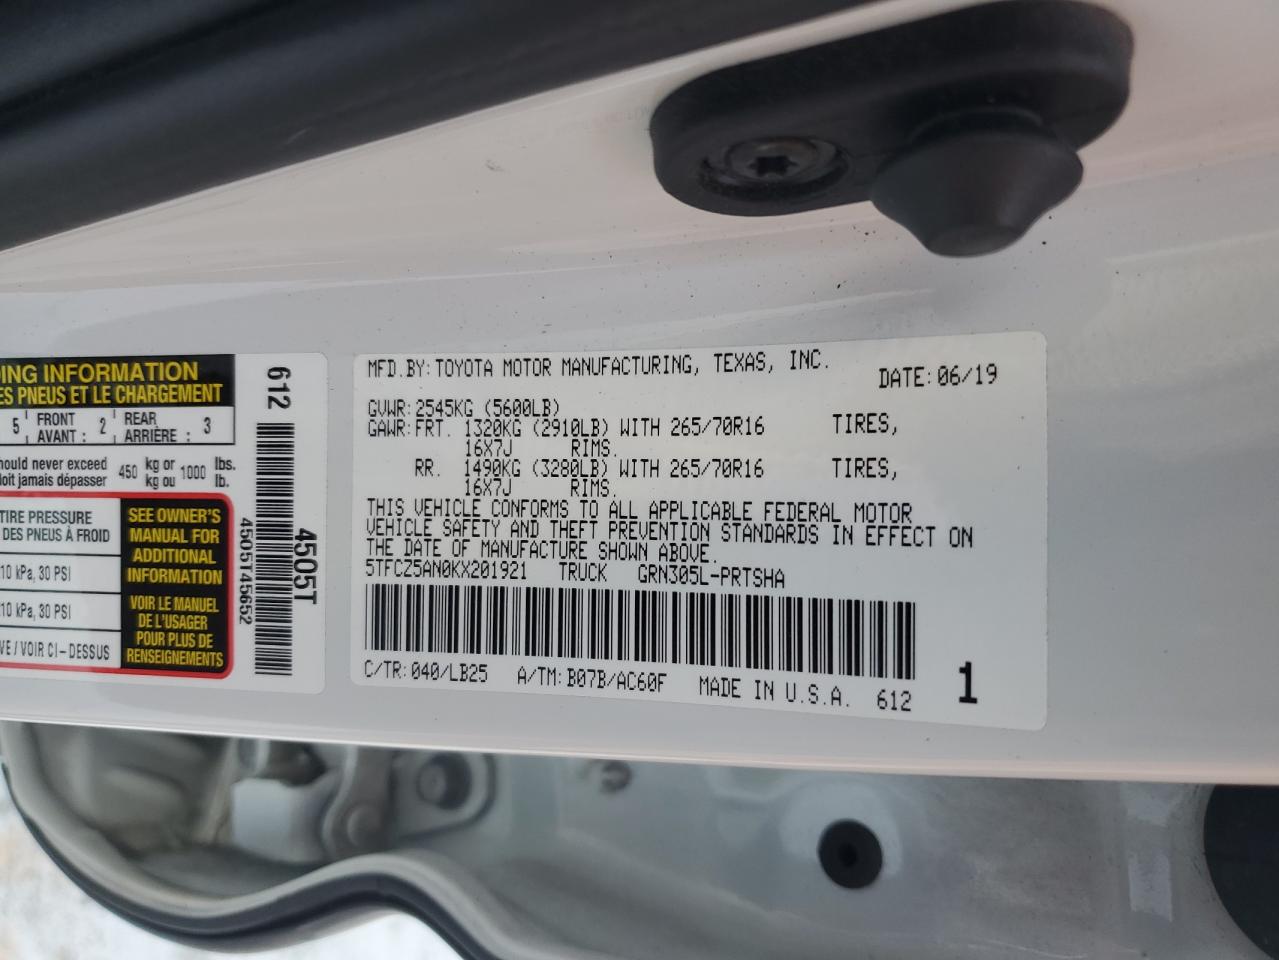 DING INFORMATION
ES PNEUS ET LE CHARGEMENT
5 FRONT AVANT : 2 REAR ARRIÈRE : 3
should never exceed 450 kg or 1000 lbs.
doit jamais dépasser kg ou lb.
TIRE PRESSURE
DES PNEUS À FROID
10 kPa, 30 PSI
10 kPa, 30 PSI
VE / VOIR CI-DESSUS
SEE OWNER'S
MANUAL FOR
ADDITIONAL
INFORMATION
VOIR LE MANUEL
DE L'USAGER
POUR PLUS DE
RENSEIGNEMENTS
612
4505T45652
4505T
MFD.BY: TOYOTA MOTOR MANUFACTURING, TEXAS, INC. DATE: 06/19
GVWR: 2545KG (5600LB)
GAWR: FRT. 1320KG (2910LB) WITH 265/70R16 TIRES,
16X7J RIMS.
RR. 1490KG (3280LB) WITH 265/70R16 TIRES,
16X7J RIMS.
THIS VEHICLE CONFORMS TO ALL APPLICABLE FEDERAL MOTOR
VEHICLE SAFETY AND THEFT PREVENTION STANDARDS IN EFFECT ON
THE DATE OF MANUFACTURE SHOWN ABOVE.
5TFCZ5AN0KX201921 TRUCK GRN305L-PRTSHA
C/TR: 040/LB25 A/TM: B07B/AC60F MADE IN U.S.A. 612 1